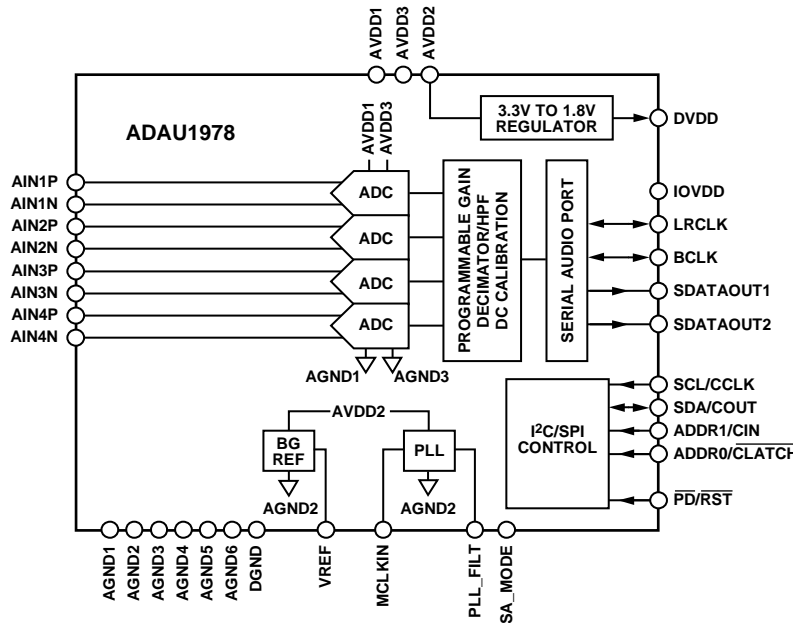 AVDD1
AVDD3
AVDD2
ADAU1978
AVDD1
AVDD3
3.3V TO 1.8V
REGULATOR
DVDD
IOVDD
LRCLK
BCLK
SDATAOUT1
SDATAOUT2
AIN1P
AIN1N
AIN2P
AIN2N
AIN3P
AIN3N
AIN4P
AIN4N
ADC
ADC
ADC
ADC
PROGRAMMABLE GAIN
DECIMATOR/HPF
DC CALIBRATION
SERIAL AUDIO PORT
AGND1
AGND3
SCL/CCLK
SDA/COUT
ADDR1/CIN
ADDR0/CLATCH
PD/RST
I2C/SPI
CONTROL
AVDD2
BG
REF
PLL
AGND2
AGND2
AGND1
AGND2
AGND3
AGND4
AGND5
AGND6
DGND
VREF
MCLKIN
PLL_FILT
SA_MODE